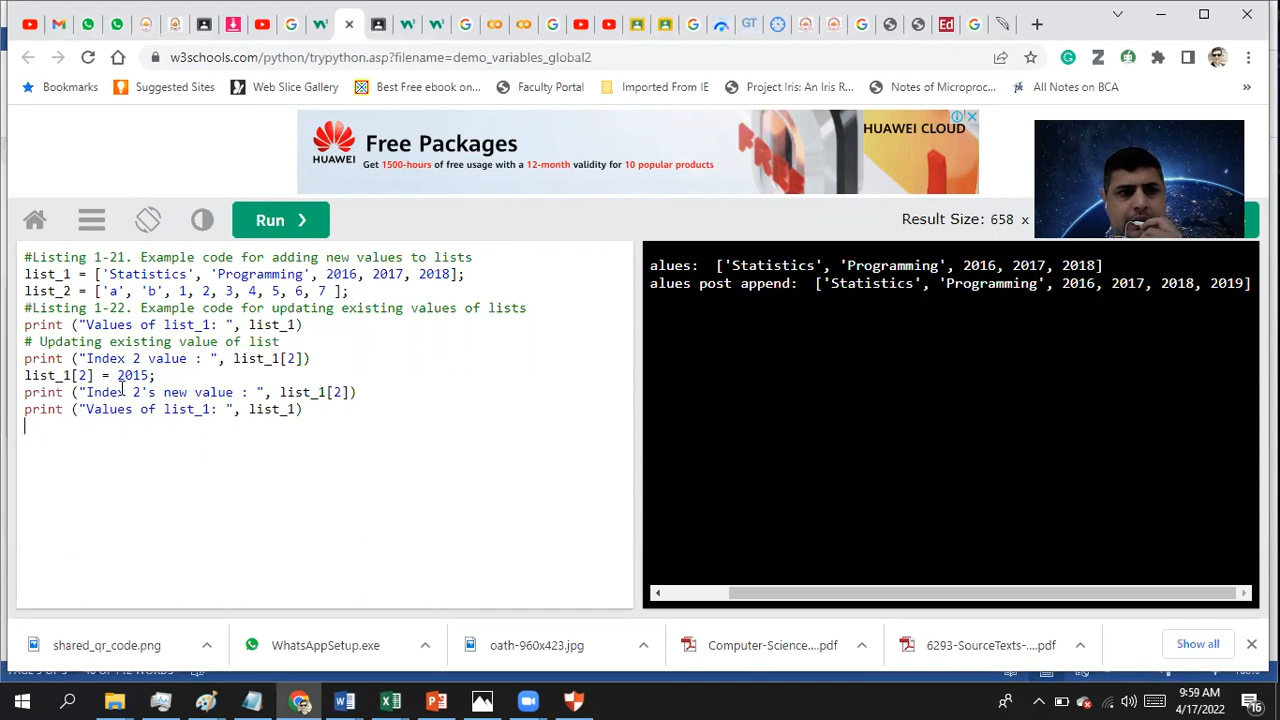 w3schools.com/python/trypython.asp?filename=demo_variables_global2
Bookmarks
Suggested Sites
Web Slice Gallery
Best Free ebook on...
Faculty Portal
Imported From IE
Project Iris: An Iris R...
Notes of Microproc...
All Notes on BCA
»
HUAWEI
Free Packages
Get 1500-hours of free usage with a 12-month validity for 10 popular products
FREE
HUAWEI CLOUD
Run ❯
Result Size: 658 x
#Listing 1-21. Example code for adding new values to lists
list_1 = ['Statistics', 'Programming', 2016, 2017, 2018];
list_2 = ['a', 'b', 1, 2, 3, 4, 5, 6, 7 ];
#Listing 1-22. Example code for updating existing values of lists
print ("Values of list_1: ", list_1)
# Updating existing value of list
print ("Index 2 value : ", list_1[2])
list_1[2] = 2015;
print ("Index 2's new value : ", list_1[2])
print ("Values of list_1: ", list_1)
alues:  ['Statistics', 'Programming', 2016, 2017, 2018]
alues post append:  ['Statistics', 'Programming', 2016, 2017, 2018, 2019]
shared_qr_code.png
WhatsAppSetup.exe
oath-960x423.jpg
Computer-Science....pdf
6293-SourceTexts-....pdf
Show all
9:59 AM
4/17/2022
16